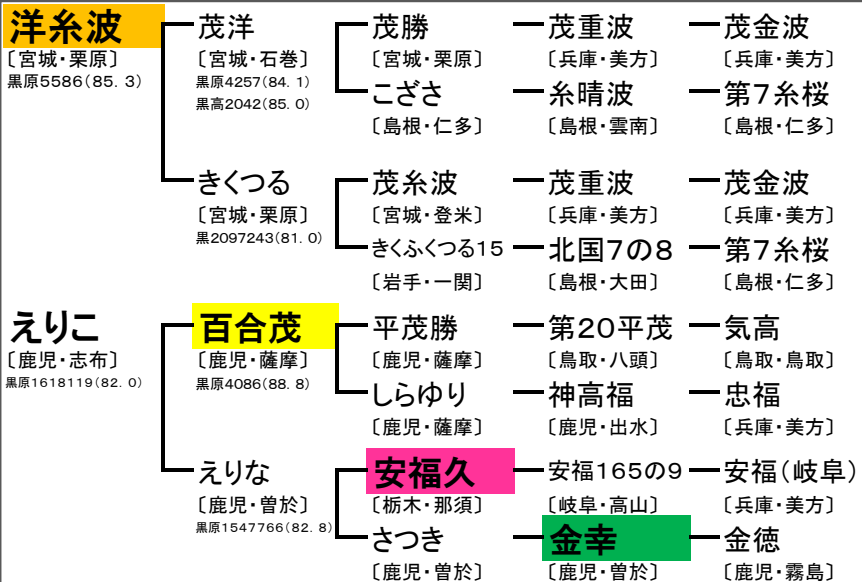 洋糸波 茂洋 茂勝 茂重波 茂金波
〔宮城・栗原〕 〔宮城・石巻〕 〔宮城・栗原〕 〔兵庫・美方〕 〔兵庫・美方〕
黒原5586(85. 3) 黒原4257(84. 1)
黒高2042(85. 0)
こざさ 糸晴波 第7糸桜
〔島根・仁多〕 〔島根・雲南〕 〔島根・仁多〕
きくつる 茂糸波 茂重波 茂金波
〔宮城・栗原〕 〔宮城・登米〕 〔兵庫・美方〕 〔兵庫・美方〕
黒2097243(81. 0)
きくふくつる15 北国7の8 第7糸桜
〔岩手・一関〕 〔島根・大田〕 〔島根・仁多〕
えりこ 百合茂 平茂勝 第20平茂 気高
〔鹿児・志布〕 〔鹿児・薩摩〕 〔鹿児・薩摩〕 〔鳥取・八頭〕 〔鳥取・鳥取〕
黒原1618119(82. 0) 黒原4086(88. 8)
しらゆり 神高福 忠福
〔鹿児・薩摩〕 〔鹿児・出水〕 〔兵庫・美方〕
えりな 安福久 安福165の9 安福(岐阜)
〔鹿児・曽於〕 〔栃木・那須〕 〔岐阜・高山〕 〔兵庫・美方〕
黒原1547766(82. 8)
さつき 金幸 金徳
〔鹿児・曽於〕 〔鹿児・曽於〕 〔鹿児・霧島〕